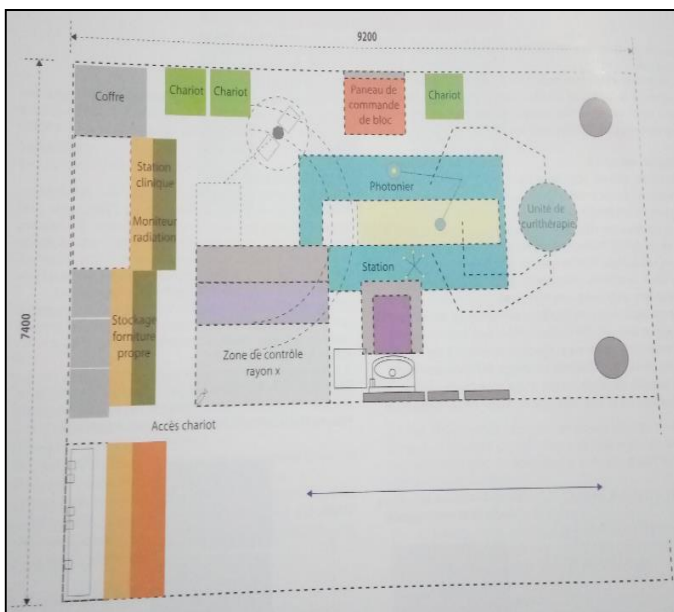 9200
7400
Coffre
Chariot
Chariot
Paneau de
commande
de bloc
Chariot
Station
clinique
Moniteur
radiation
Photonier
Unité de
curithérapie
Station
Stockage
forniture
propre
Zone de contrôle
rayon x
Accès chariot